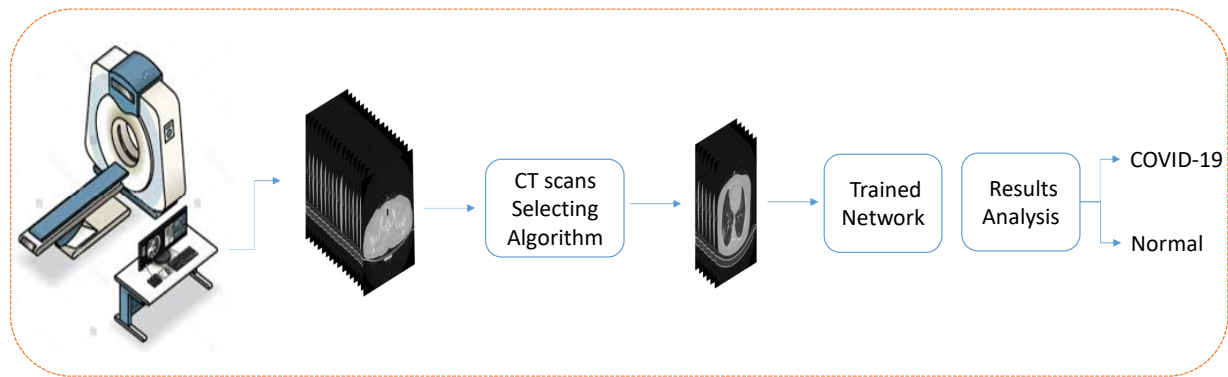 CT scans
Selecting
Algorithm
Trained
Network
Results
Analysis
COVID-19
Normal